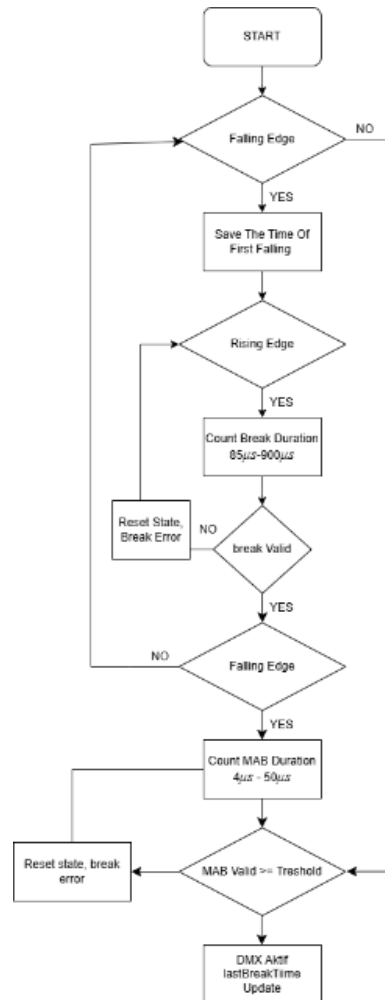 START
Falling Edge
NO
YES
Save The Time Of
First Falling
Rising Edge
YES
Count Break Duration
85μs-900μs
Reset State,
Break Error
NO
break Valid
YES
NO
Falling Edge
YES
Count MAB Duration
4μs - 50μs
Reset state, break
error
MAB Valid >= Treshold
DMX Aktif
lastBreakTiime
Update